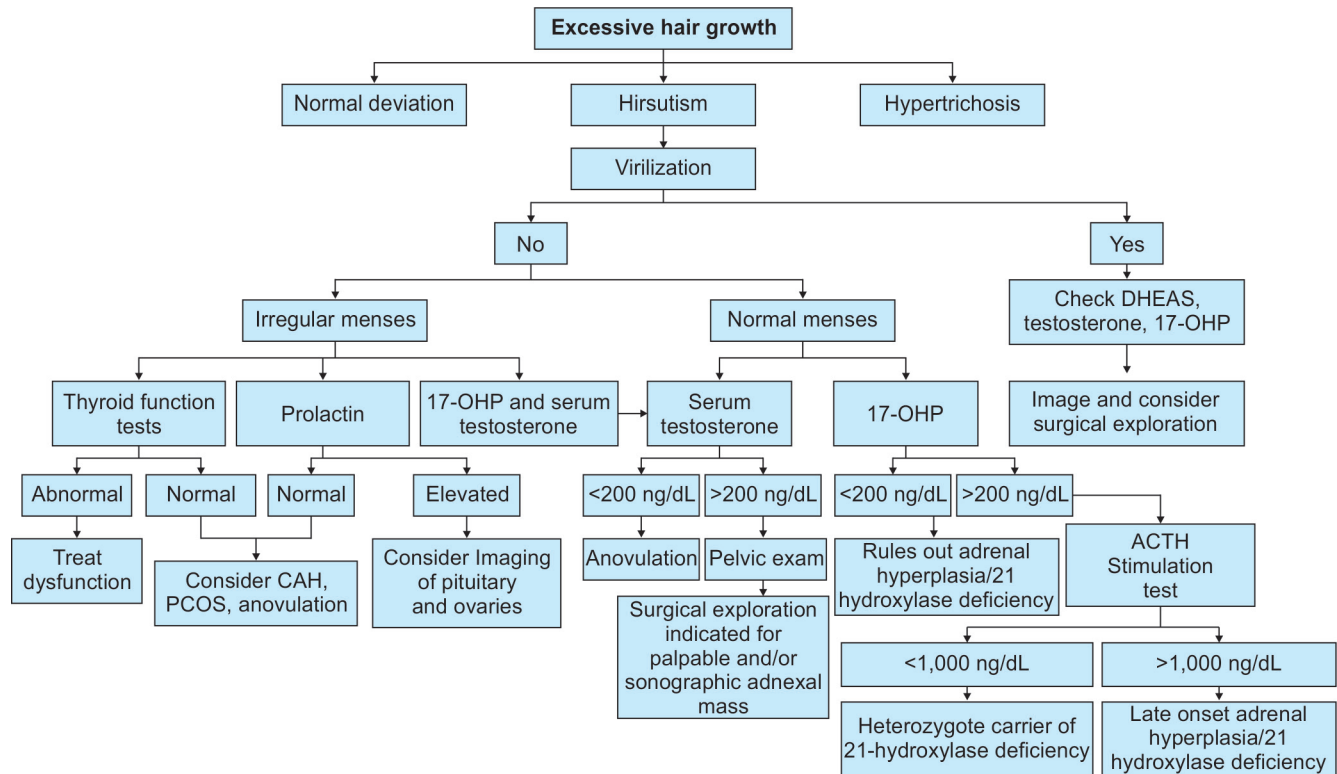 Excessive hair growth
Normal deviation
Hirsutism
Hypertrichosis
Virilization
No
Yes
Irregular menses
Normal menses
Check DHEAS,
testosterone, 17-OHP
Thyroid function
tests
Prolactin
17-OHP and serum
testosterone
Serum
testosterone
17-OHP
Image and consider
surgical exploration
Abnormal
Normal
Normal
Elevated
<200 ng/dL
>200 ng/dL
<200 ng/dL
>200 ng/dL
Treat
dysfunction
Consider CAH,
PCOS, anovulation
Consider Imaging
of pituitary
and ovaries
Anovulation
Pelvic exam
Rules out adrenal
hyperplasia/21
hydroxylase deficiency
ACTH
Stimulation
test
Surgical exploration
indicated for
palpable and/or
sonographic adnexal
mass
<1,000 ng/dL
>1,000 ng/dL
Heterozygote carrier of
21-hydroxylase deficiency
Late onset adrenal
hyperplasia/21
hydroxylase deficiency